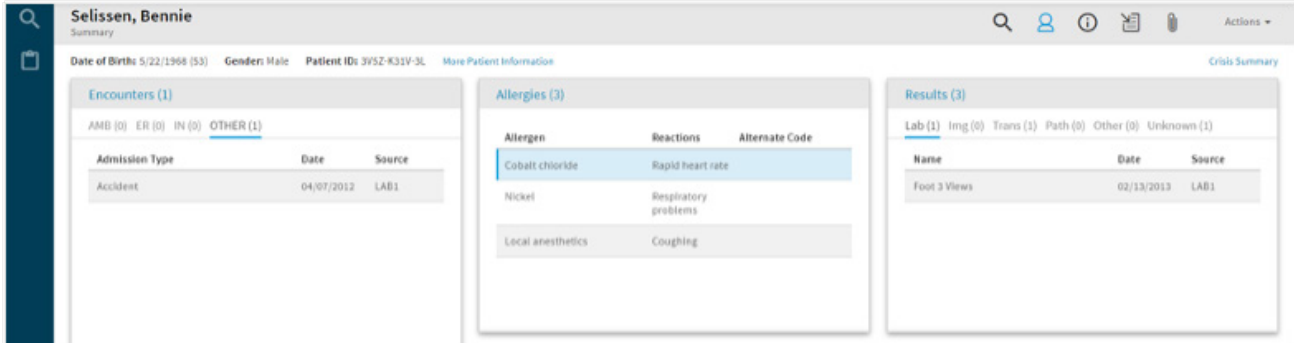 Selissen, Bennie
Summary
Actions
Date of Birth: 5/22/1968 (53) Gender: Male Patient ID: 3V5Z-K31V-3L More Patient Information Crisis Summary
Encounters (1)
AMB (0) ER (0) IN (0) OTHER (1)
Admission Type Date Source
Accident 04/07/2012 LAB1
Allergies (3)
Allergen Reactions Alternate Code
Cobalt chloride Rapid heart rate
Nickel Respiratory
problems
Local anesthetics Coughing
Results (3)
Lab (1) Img (0) Trans (1) Path (0) Other (0) Unknown (1)
Name Date Source
Foot 3 Views 02/13/2013 LAB1